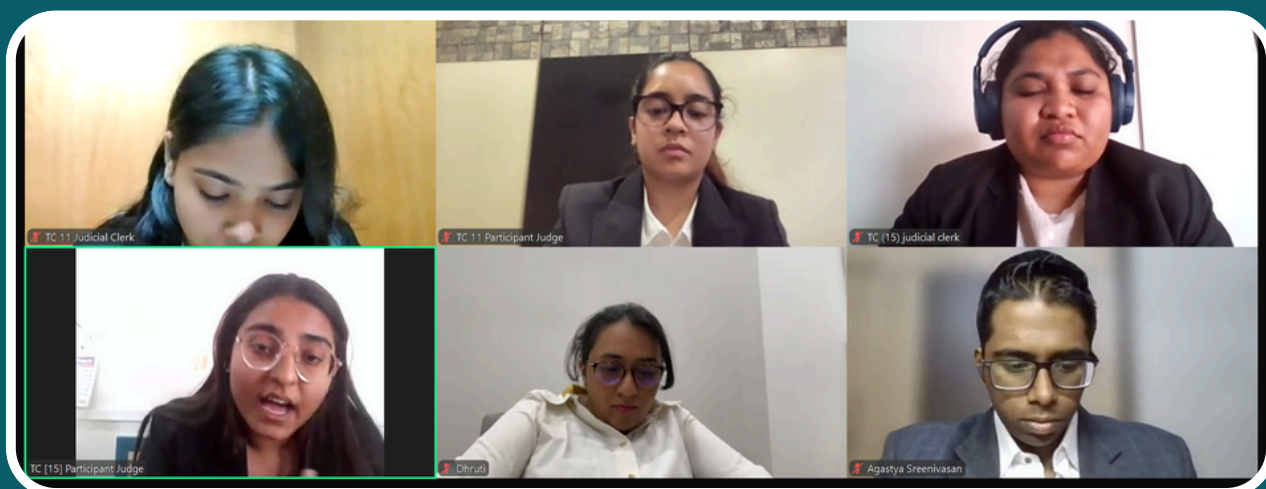 TC 11 Judicial Clerk
TC 11 Participant Judge
TC (15) judicial clerk
TC [15] Participant Judge
Dhruti
Agastya Sreenivasan